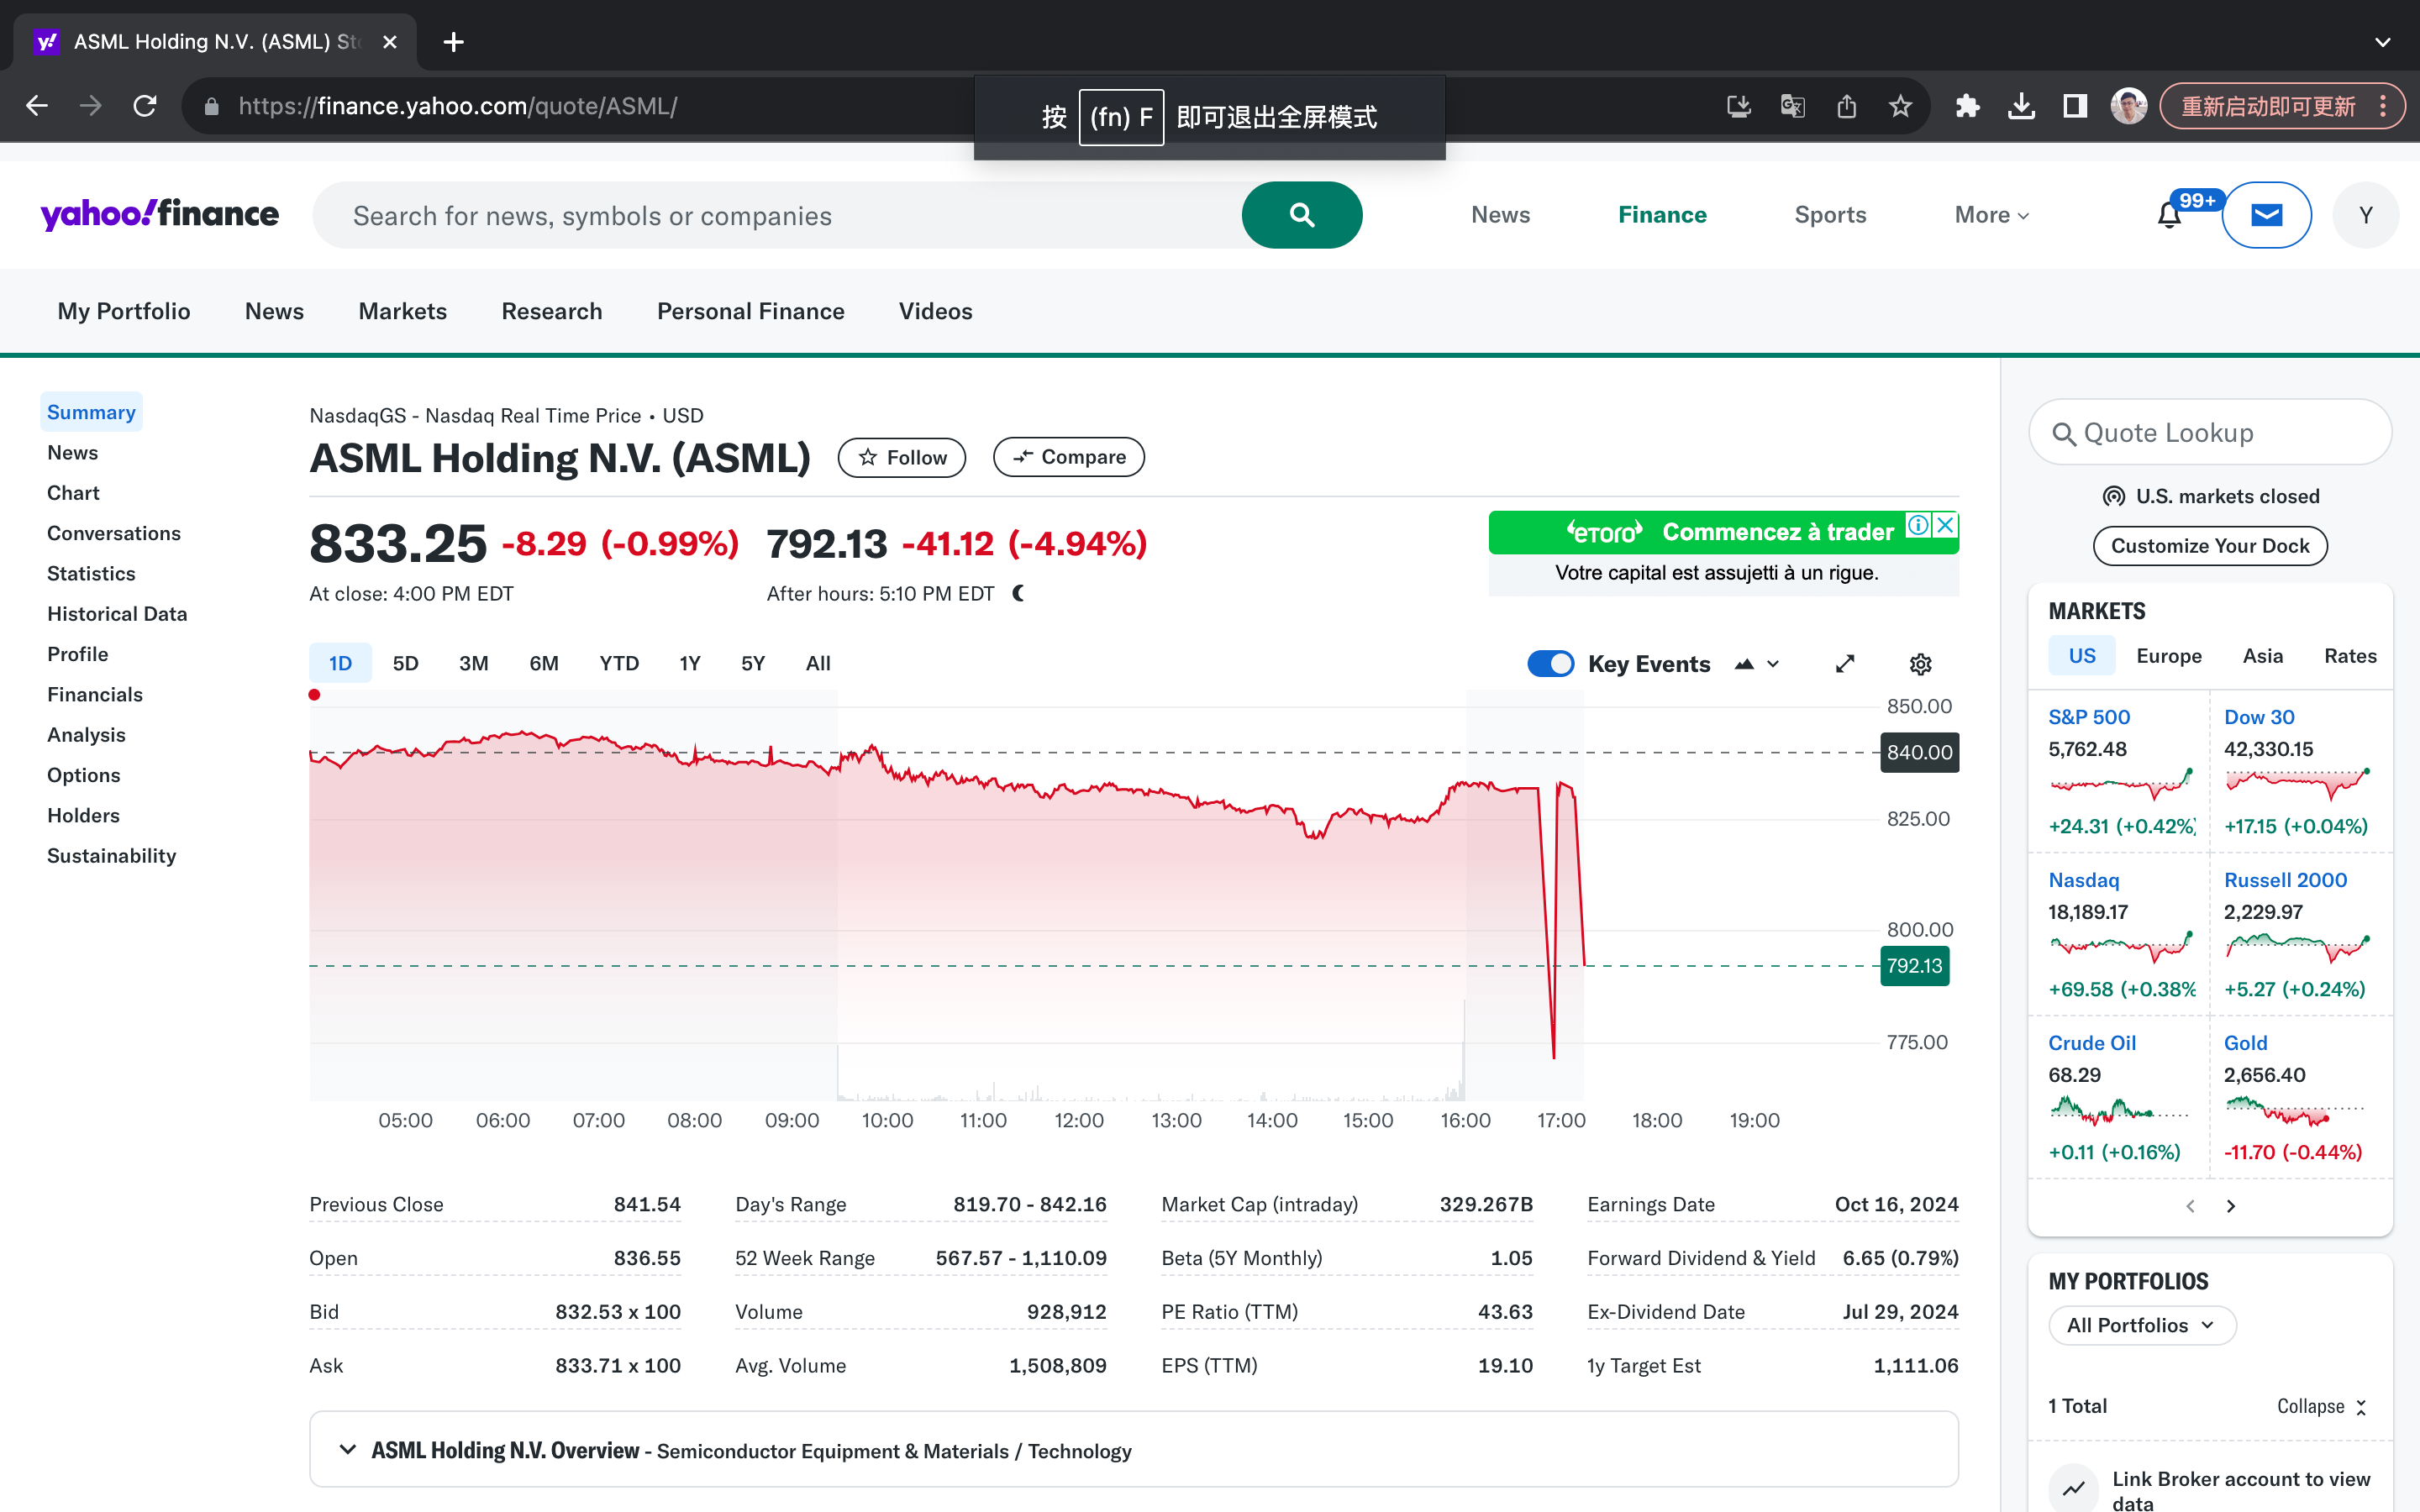 ASML Holding N.V. (ASML) St
https://finance.yahoo.com/quote/ASML/
按 (fn) F 即可退出全屏模式
重新启动即可更新
yahoo!finance
Search for news, symbols or companies
News Finance Sports More
99+
Y
My Portfolio News Markets Research Personal Finance Videos
Summary
News
Chart
Conversations
Statistics
Historical Data
Profile
Financials
Analysis
Options
Holders
Sustainability
NasdaqGS - Nasdaq Real Time Price • USD
ASML Holding N.V. (ASML) Follow Compare
833.25 -8.29 (-0.99%) 792.13 -41.12 (-4.94%)
At close: 4:00 PM EDT After hours: 5:10 PM EDT
eToro Commencez à trader
Votre capital est assujetti à un rigue.
1D 5D 3M 6M YTD 1Y 5Y All
Key Events
850.00
840.00
825.00
800.00
792.13
775.00
05:00 06:00 07:00 08:00 09:00 10:00 11:00 12:00 13:00 14:00 15:00 16:00 17:00 18:00 19:00
Previous Close 841.54 Day's Range 819.70 - 842.16 Market Cap (intraday) 329.267B Earnings Date Oct 16, 2024
Open 836.55 52 Week Range 567.57 - 1,110.09 Beta (5Y Monthly) 1.05 Forward Dividend & Yield 6.65 (0.79%)
Bid 832.53 x 100 Volume 928,912 PE Ratio (TTM) 43.63 Ex-Dividend Date Jul 29, 2024
Ask 833.71 x 100 Avg. Volume 1,508,809 EPS (TTM) 19.10 1y Target Est 1,111.06
ASML Holding N.V. Overview - Semiconductor Equipment & Materials / Technology
Quote Lookup
U.S. markets closed
Customize Your Dock
MARKETS
US Europe Asia Rates
S&P 500 Dow 30
5,762.48 42,330.15
+24.31 (+0.42%) +17.15 (+0.04%)
Nasdaq Russell 2000
18,189.17 2,229.97
+69.58 (+0.38% +5.27 (+0.24%)
Crude Oil Gold
68.29 2,656.40
+0.11 (+0.16%) -11.70 (-0.44%)
MY PORTFOLIOS
All Portfolios
1 Total Collapse
Link Broker account to view
data